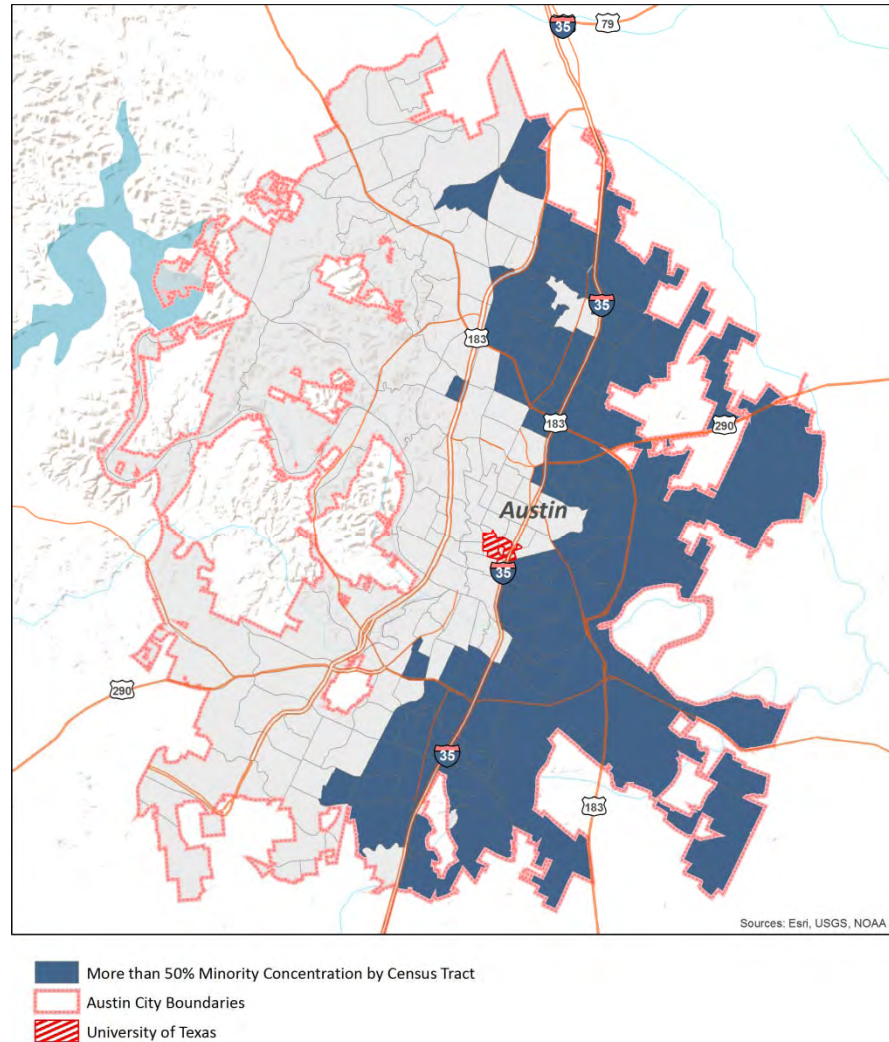 35
79
35
183
183
290
Austin
35
290
35
183
Sources: Esri, USGS, NOAA
More than 50% Minority Concentration by Census Tract
Austin City Boundaries
University of Texas